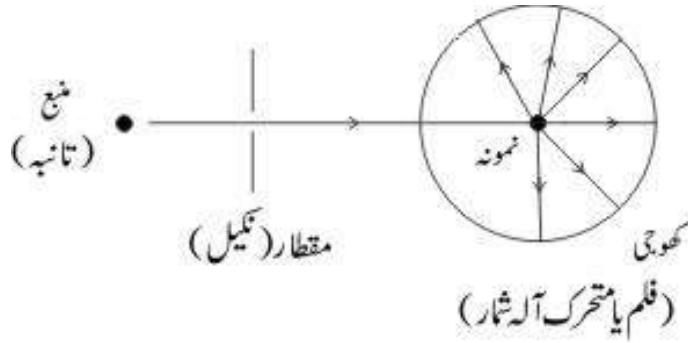 منبع
(تانبہ)
مقطار (نکیل)
نمونہ
کھوجی
(فلم یا متحرک آلہ شمار)